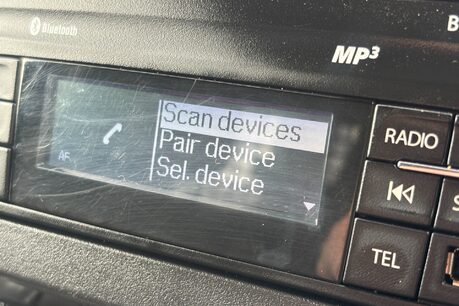 Bluetooth
MP3
B
Scan devices
Pair device
Sel. device
AF
RADIO
TEL
S